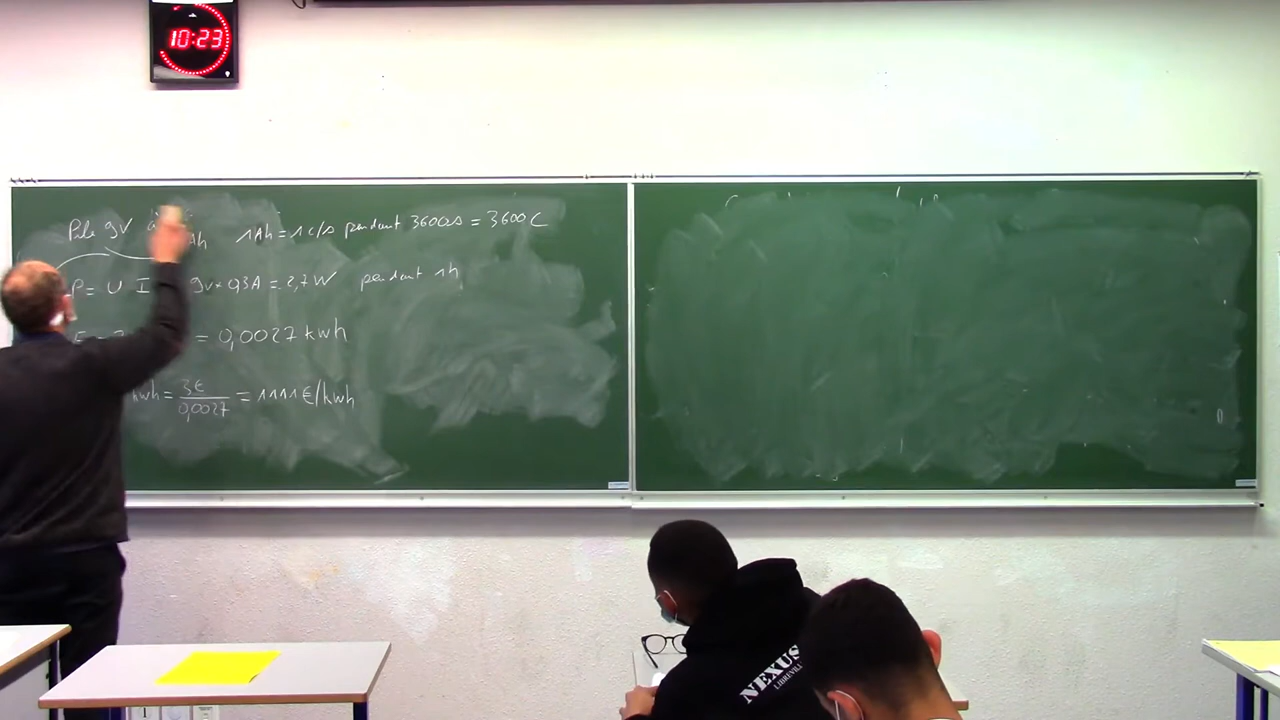 10:23
Pile 9V Ah 1Ah = 1 C/s pendant 3600s = 3600 C
P = U I 9V × 0,3A = 2,7 W pendant 1h
= 0,0027 kWh
kWh = 3€ / 0,0027 = 1111 €/kWh
NEXUS